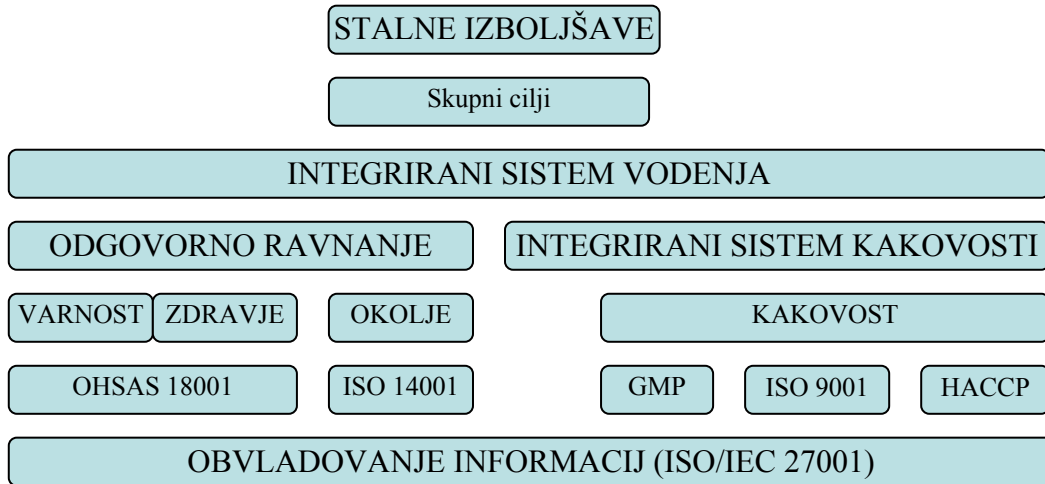 STALNE IZBOLJŠAVE
Skupni cilji
INTEGRIRANI SISTEM VODENJA
ODGOVORNO RAVNANJE INTEGRIRANI SISTEM KAKOVOSTI
VARNOST ZDRAVJE OKOLJE KAKOVOST
OHSAS 18001 ISO 14001 GMP ISO 9001 HACCP
OBVLADOVANJE INFORMACIJ (ISO/IEC 27001)